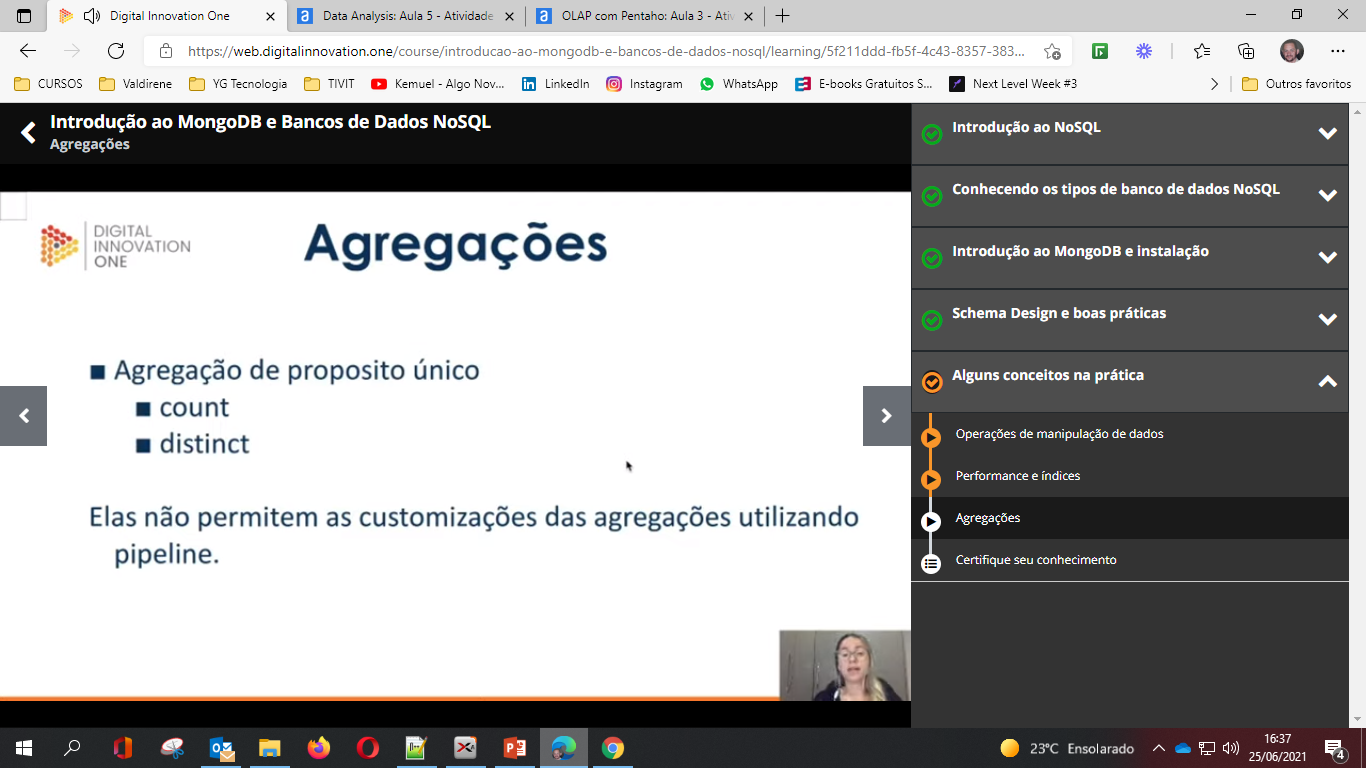 Digital Innovation One
Data Analysis: Aula 5 - Atividade
OLAP com Pentaho: Aula 3 - Ativ
https://web.digitalinnovation.one/course/introducao-ao-mongodb-e-bancos-de-dados-nosql/learning/5f211ddd-fb5f-4c43-8357-383...
CURSOS
Valdirene
YG Tecnologia
TIVIT
Kemuel - Algo Nov...
LinkedIn
Instagram
WhatsApp
E-books Gratuitos S...
Next Level Week #3
Outros favoritos
Introdução ao MongoDB e Bancos de Dados NoSQL
Agregações
DIGITAL
INNOVATION
ONE
Agregações
Agregação de proposito único
count
distinct
Elas não permitem as customizações das agregações utilizando
pipeline.
Introdução ao NoSQL
Conhecendo os tipos de banco de dados NoSQL
Introdução ao MongoDB e instalação
Schema Design e boas práticas
Alguns conceitos na prática
Operações de manipulação de dados
Performance e índices
Agregações
Certifique seu conhecimento
23°C Ensolarado
16:37
25/06/2021
4